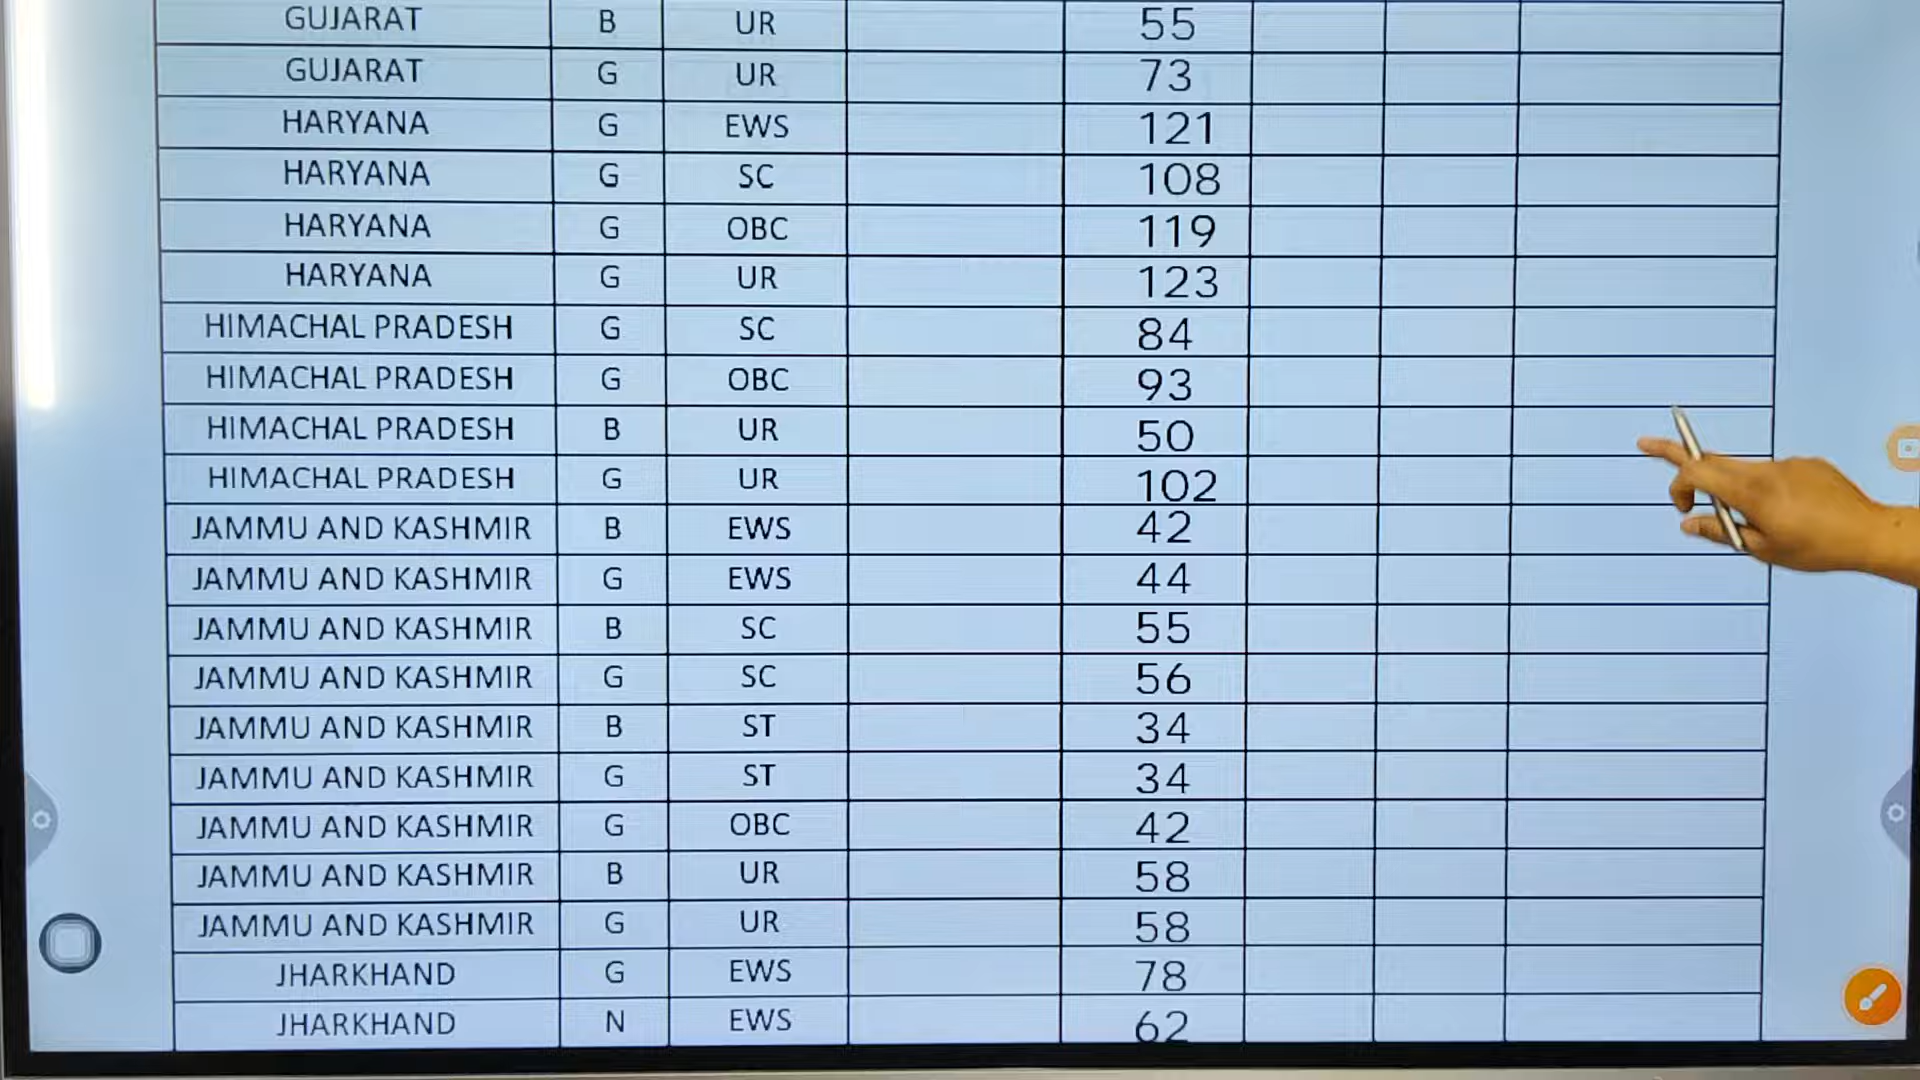 GUJARAT B UR 55
GUJARAT G UR 73
HARYANA G EWS 121
HARYANA G SC 108
HARYANA G OBC 119
HARYANA G UR 123
HIMACHAL PRADESH G SC 84
HIMACHAL PRADESH G OBC 93
HIMACHAL PRADESH B UR 50
HIMACHAL PRADESH G UR 102
JAMMU AND KASHMIR B EWS 42
JAMMU AND KASHMIR G EWS 44
JAMMU AND KASHMIR B SC 55
JAMMU AND KASHMIR G SC 56
JAMMU AND KASHMIR B ST 34
JAMMU AND KASHMIR G ST 34
JAMMU AND KASHMIR G OBC 42
JAMMU AND KASHMIR B UR 58
JAMMU AND KASHMIR G UR 58
JHARKHAND G EWS 78
JHARKHAND N EWS 62